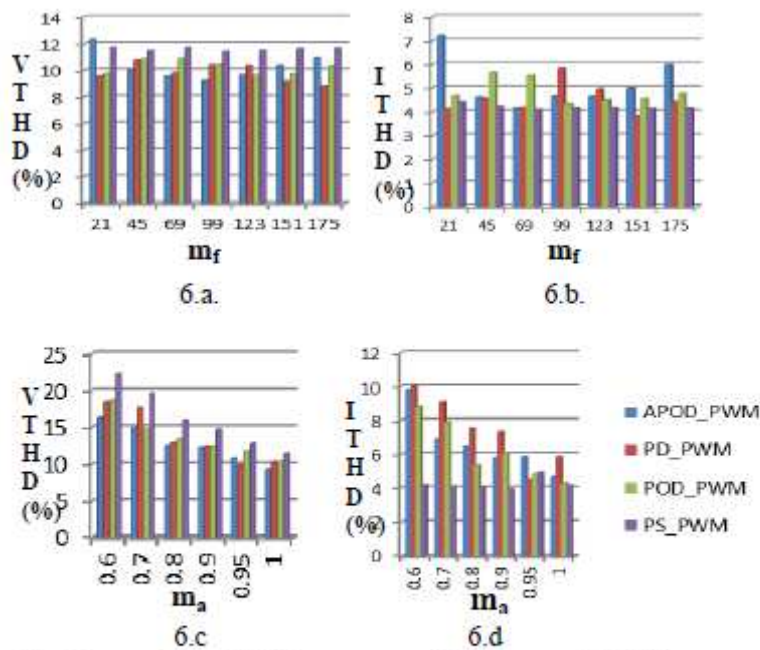 14
12
10
8
6
4
2
0
V
T
H
D
(%)
21 45 69 99 123 151 175
mf
6.a.
8
7
6
5
4
3
2
1
0
I
T
H
D
(%)
21 45 69 99 123 151 175
mf
6.b.
25
20
15
10
5
0
V
T
H
D
(%)
0.6 0.7 0.8 0.9 0.95 1
ma
6.c
12
10
8
6
4
2
0
I
T
H
D
(%)
0.6 0.7 0.8 0.9 0.95 1
ma
6.d
APOD_PWM
PD_PWM
POD_PWM
PS_PWM